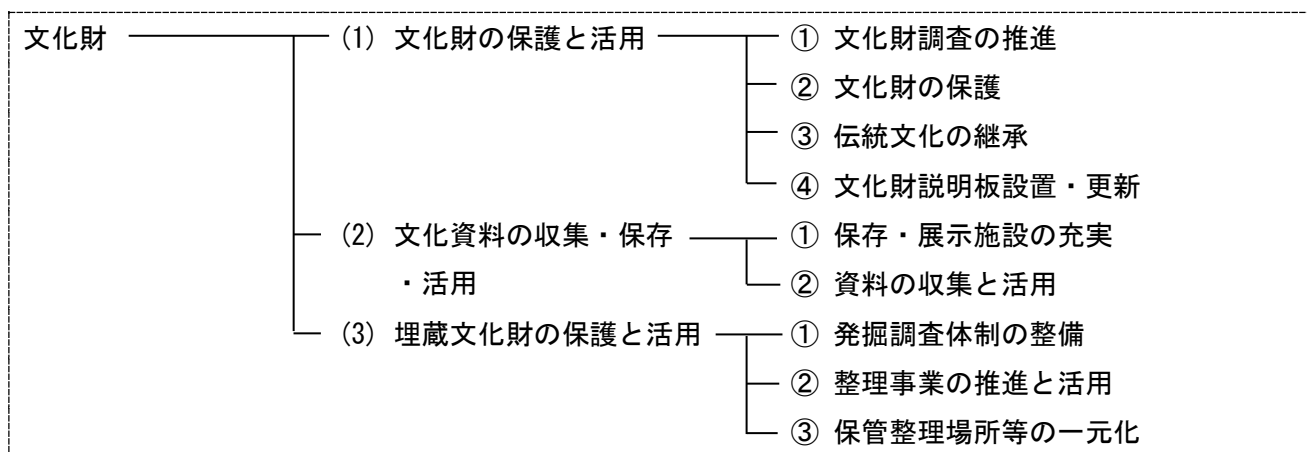 文化財 (1) 文化財の保護と活用 ① 文化財調査の推進
② 文化財の保護
③ 伝統文化の継承
④ 文化財説明板設置・更新
(2) 文化資料の収集・保存 ① 保存・展示施設の充実
・活用 ② 資料の収集と活用
(3) 埋蔵文化財の保護と活用 ① 発掘調査体制の整備
② 整理事業の推進と活用
③ 保管整理場所等の一元化